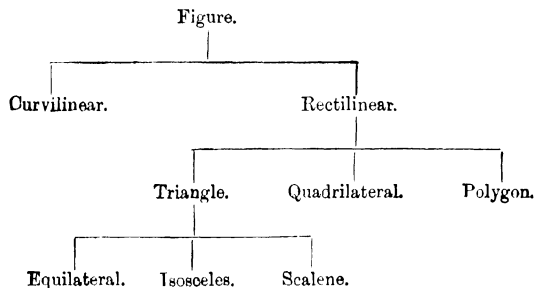 Figure.
Curvilinear. Rectilinear.
Triangle. Quadrilateral. Polygon.
Equilateral. Isosceles. Scalene.